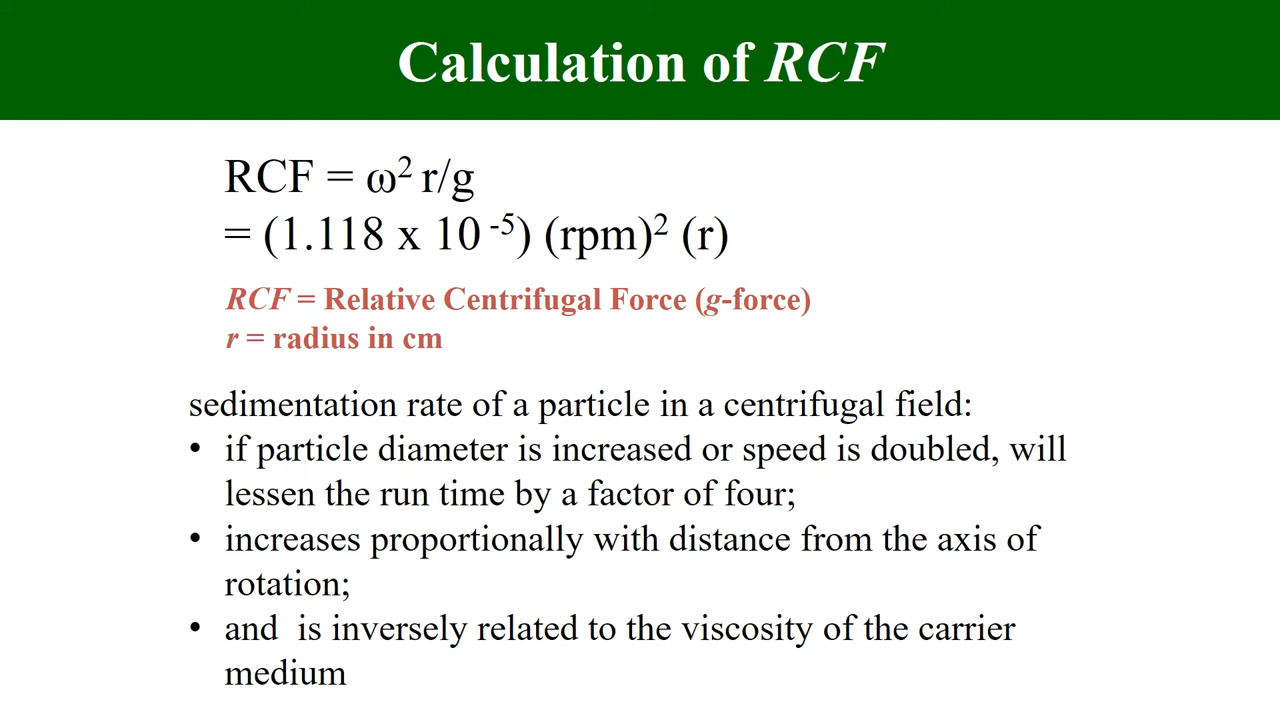 Calculation of RCF
RCF = ω² r/g
= (1.118 x 10 ⁻⁵) (rpm)² (r)
RCF = Relative Centrifugal Force (g-force)
r = radius in cm
sedimentation rate of a particle in a centrifugal field:
• if particle diameter is increased or speed is doubled, will
lessen the run time by a factor of four;
• increases proportionally with distance from the axis of
rotation;
• and is inversely related to the viscosity of the carrier
medium